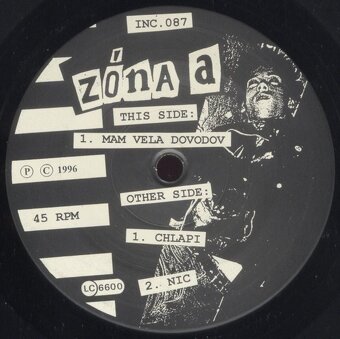 INC.087
zóna a
THIS SIDE:
1. MAM VELA DOVODOV
P C 1996
OTHER SIDE:
45 RPM
1. CHLAPI
LC 6600
2. NIC